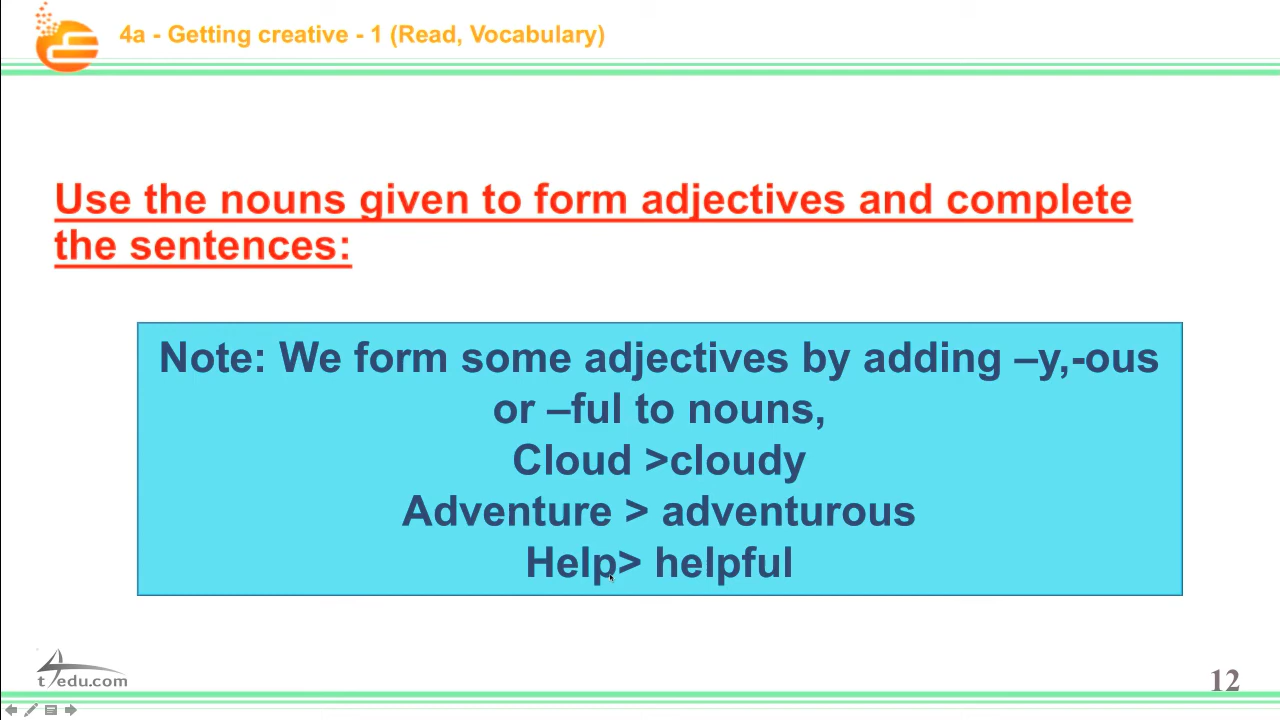 4a - Getting creative - 1 (Read, Vocabulary)
Use the nouns given to form adjectives and complete
the sentences:
Note: We form some adjectives by adding –y,-ous
or –ful to nouns,
Cloud >cloudy
Adventure > adventurous
Help> helpful
t4edu.com
12